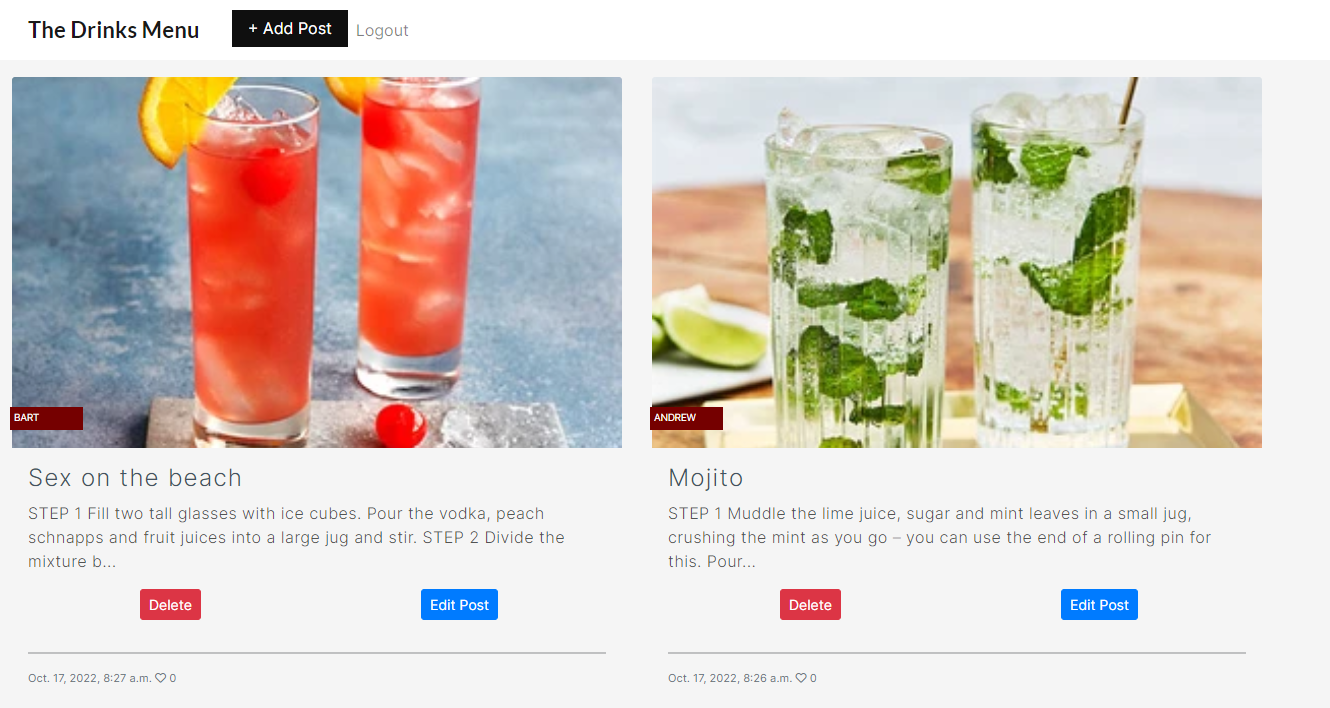 The Drinks Menu + Add Post Logout
BART
Sex on the beach
STEP 1 Fill two tall glasses with ice cubes. Pour the vodka, peach
schnapps and fruit juices into a large jug and stir. STEP 2 Divide the
mixture b...
Delete Edit Post
Oct. 17, 2022, 8:27 a.m. ♡ 0
ANDREW
Mojito
STEP 1 Muddle the lime juice, sugar and mint leaves in a small jug,
crushing the mint as you go – you can use the end of a rolling pin for
this. Pour...
Delete Edit Post
Oct. 17, 2022, 8:26 a.m. ♡ 0